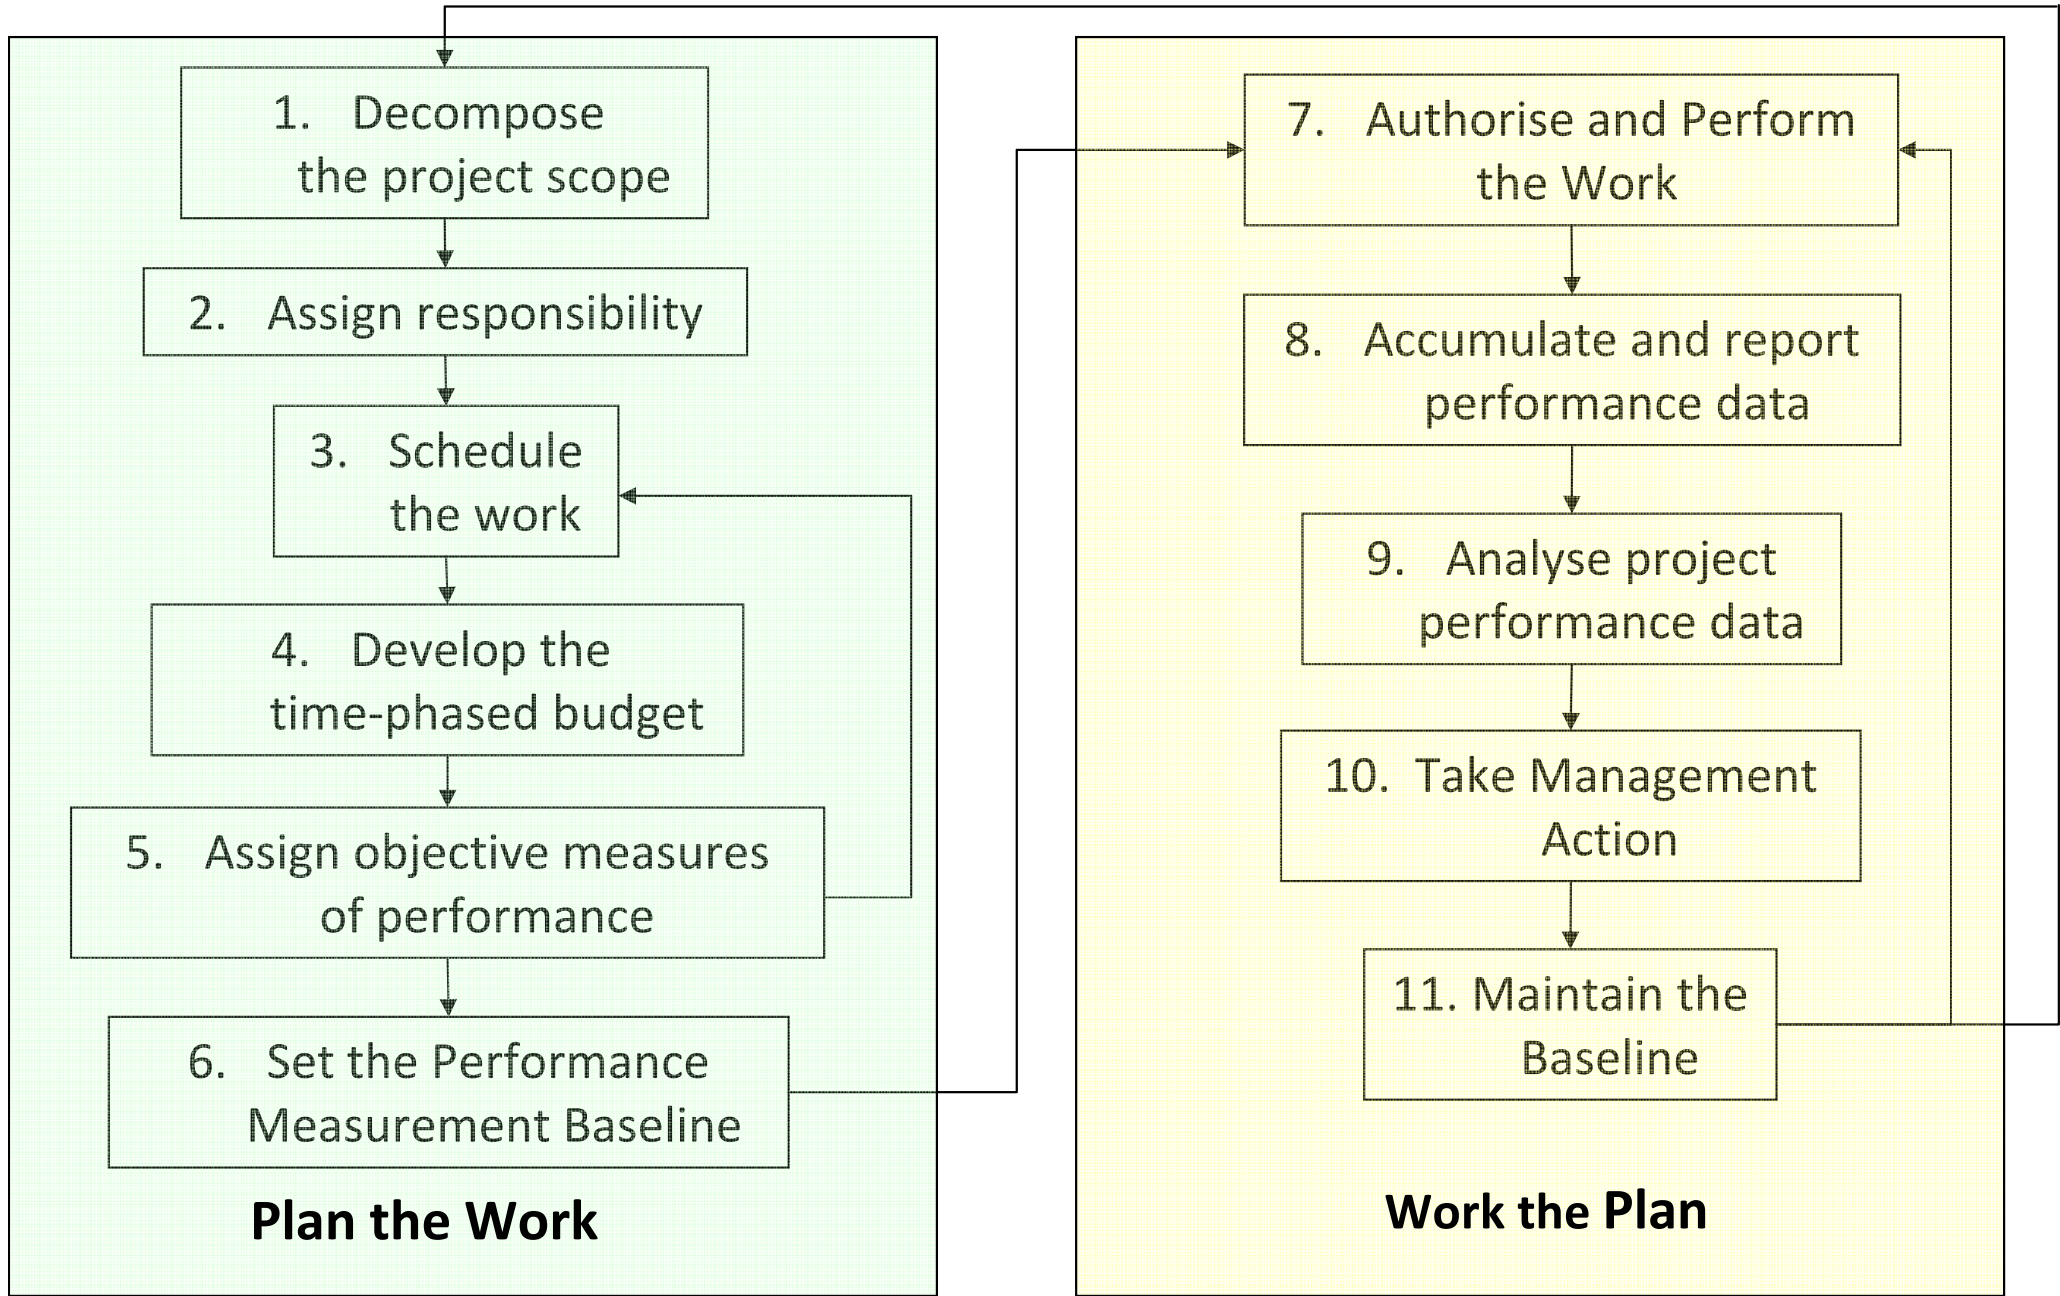 1. Decompose
the project scope
2. Assign responsibility
3. Schedule
the work
4. Develop the
time-phased budget
5. Assign objective measures
of performance
6. Set the Performance
Measurement Baseline
Plan the Work
7. Authorise and Perform
the Work
8. Accumulate and report
performance data
9. Analyse project
performance data
10. Take Management
Action
11. Maintain the
Baseline
Work the Plan